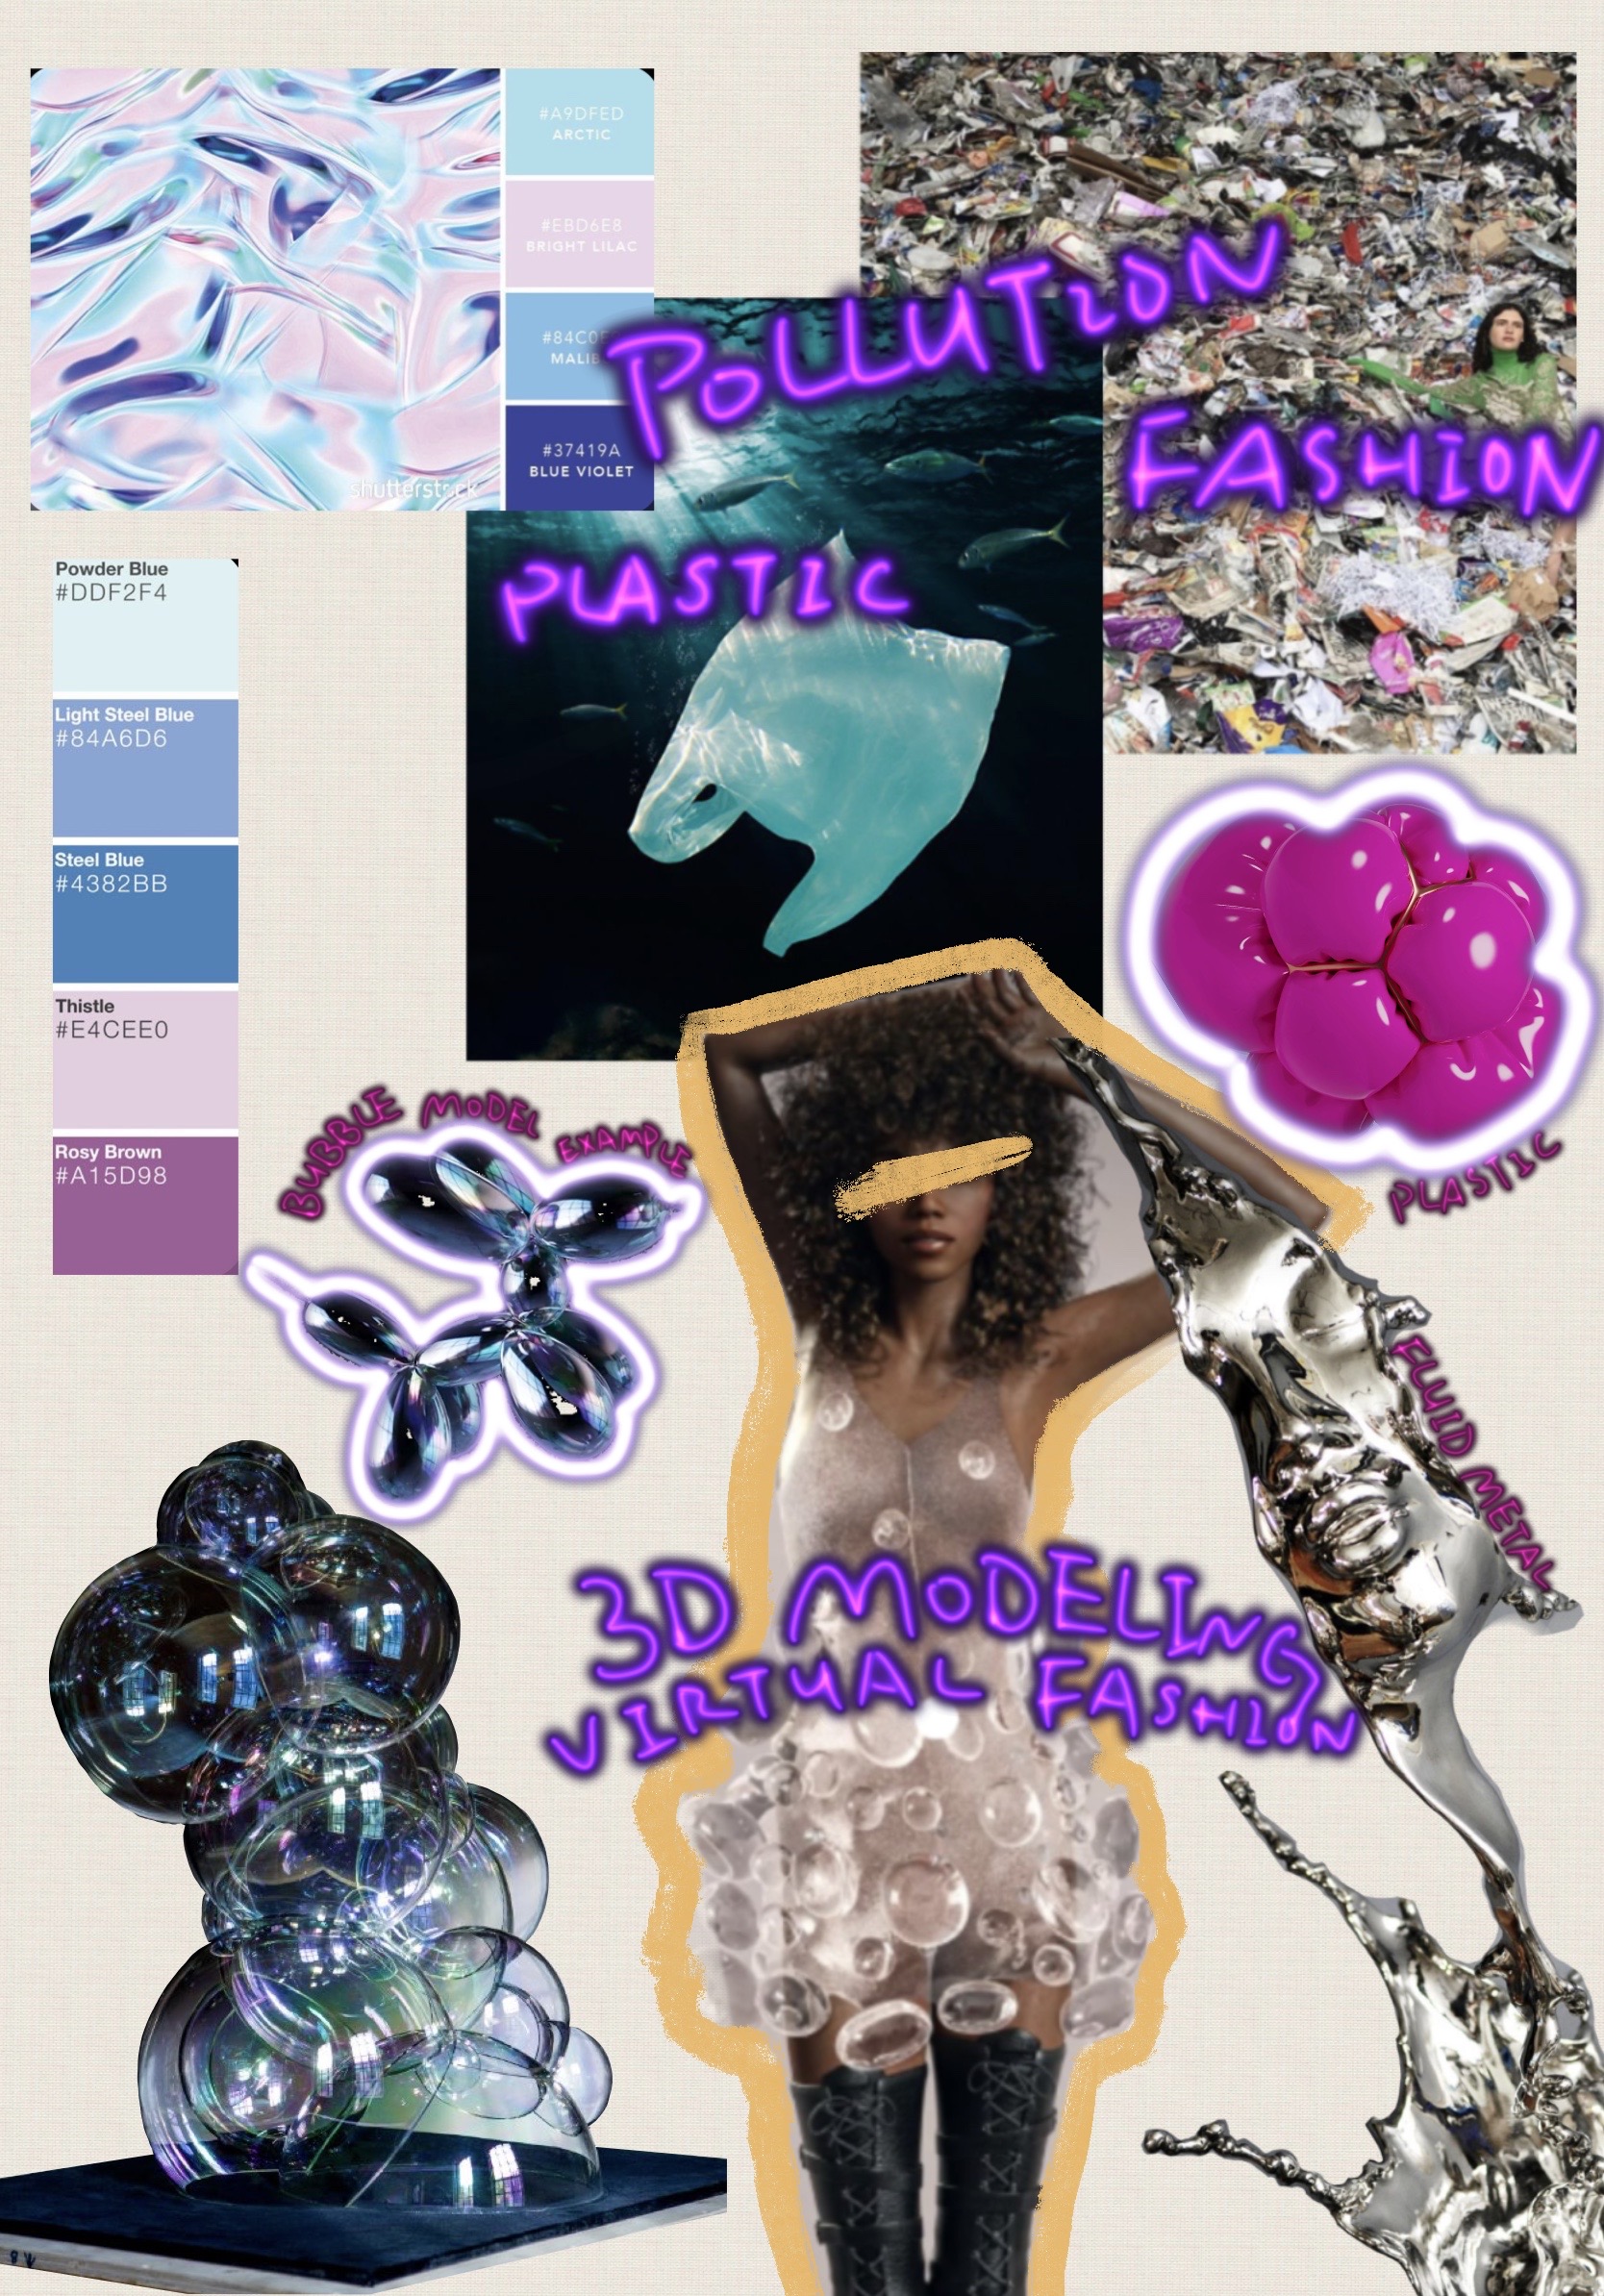 #A9DFED
ARCTIC
#EBD6E8
BRIGHT LILAC
#84C0
MALIB
#37419A
BLUE VIOLET
shutterstock
POLLUTION
FASHION
PLASTIC
Powder Blue
#DDF2F4
Light Steel Blue
#84A6D6
Steel Blue
#4382BB
Thistle
#E4CEE0
Rosy Brown
#A15D98
BUBBLE MODEL EXAMPLE
PLASTIC
FLUID METAL
3D MODELING
VIRTUAL FASHION